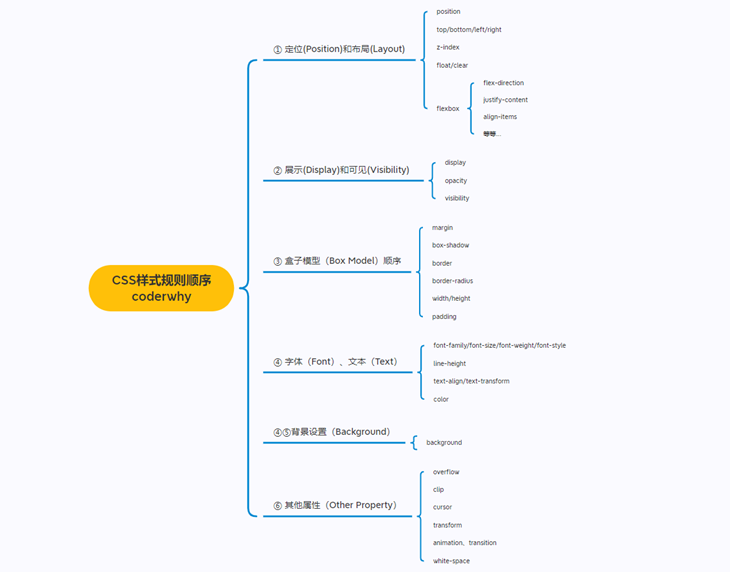 CSS样式规则顺序
coderwhy
① 定位(Position)和布局(Layout)
position
top/bottom/left/right
z-index
float/clear
flexbox
flex-direction
justify-content
align-items
等等...
② 展示(Display)和可见(Visibility)
display
opacity
visibility
③ 盒子模型（Box Model）顺序
margin
box-shadow
border
border-radius
width/height
padding
④ 字体（Font）、文本（Text）
font-family/font-size/font-weight/font-style
line-height
text-align/text-transform
color
④⑤背景设置（Background）
background
⑥ 其他属性（Other Property）
overflow
clip
cursor
transform
animation、transition
white-space